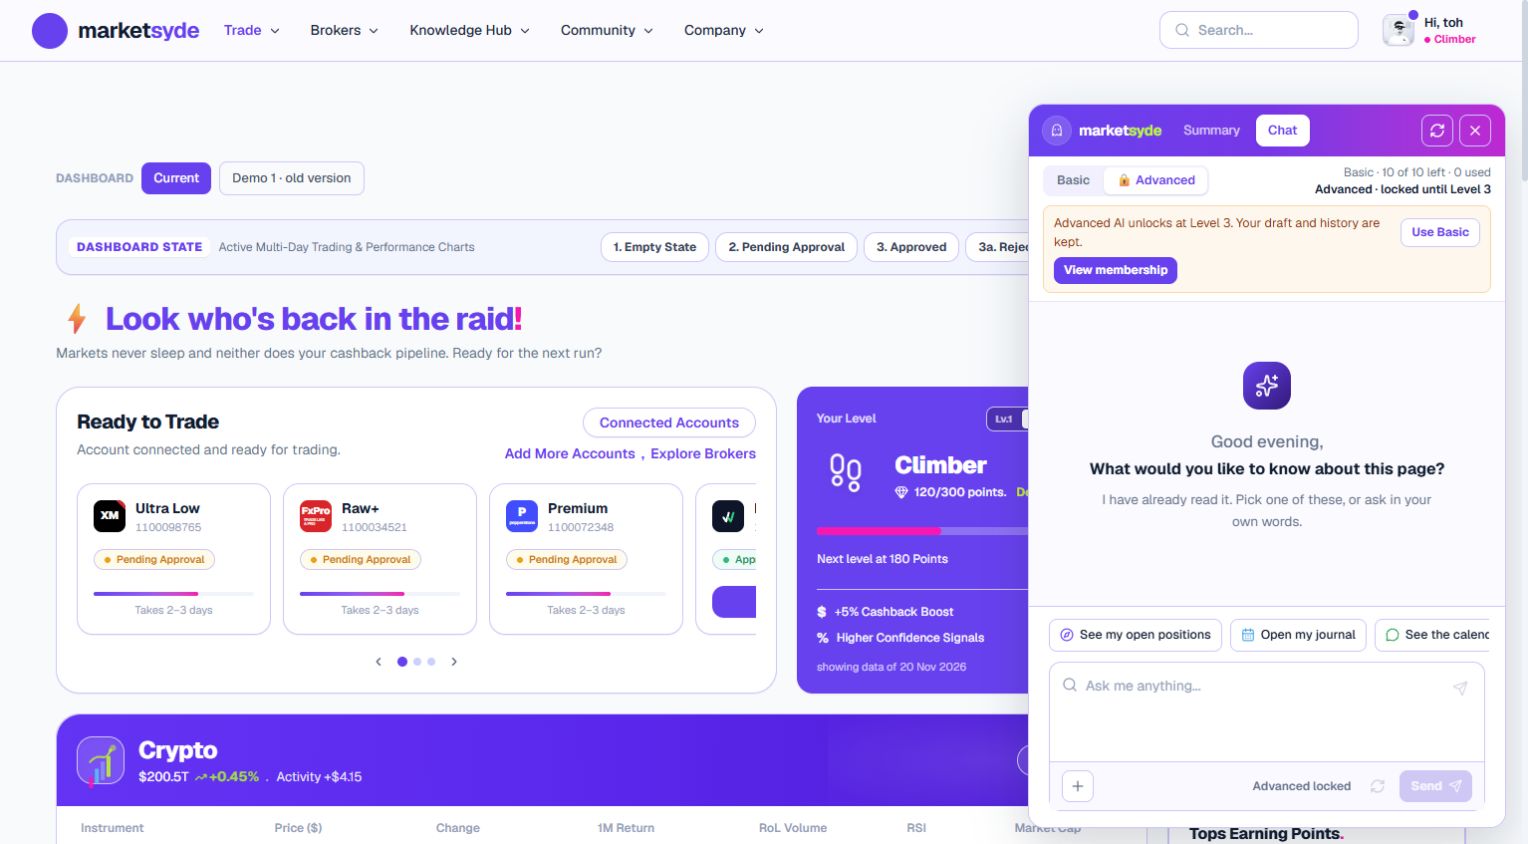 marketsyde
Trade
Brokers
Knowledge Hub
Community
Company
Search...
Hi, toh
Climber
DASHBOARD
Current
Demo 1 · old version
DASHBOARD STATE
Active Multi-Day Trading & Performance Charts
1. Empty State
2. Pending Approval
3. Approved
3a. Rejec
Look who's back in the raid!
Markets never sleep and neither does your cashback pipeline. Ready for the next run?
Ready to Trade
Connected Accounts
Account connected and ready for trading.
Add More Accounts , Explore Brokers
XM
Ultra Low
1100098765
Pending Approval
Takes 2–3 days
FxPro
Raw+
1100034521
Pending Approval
Takes 2–3 days
P
pepperstone
Premium
1100072348
Pending Approval
Takes 2–3 days
App
Your Level
Lv.1
Climber
120/300 points.
Next level at 180 Points
$ +5% Cashback Boost
% Higher Confidence Signals
showing data of 20 Nov 2026
Crypto
$200.5T +0.45% . Activity +$4.15
Instrument Price ($) Change 1M Return RoL Volume RSI Market Cap
marketsyde
Summary
Chat
Basic
Advanced
Basic · 10 of 10 left · 0 used
Advanced · locked until Level 3
Advanced AI unlocks at Level 3. Your draft and history are
kept.
Use Basic
View membership
Good evening,
What would you like to know about this page?
I have already read it. Pick one of these, or ask in your
own words.
See my open positions
Open my journal
See the calend
Ask me anything...
Advanced locked
Send
Tops Earning Points.